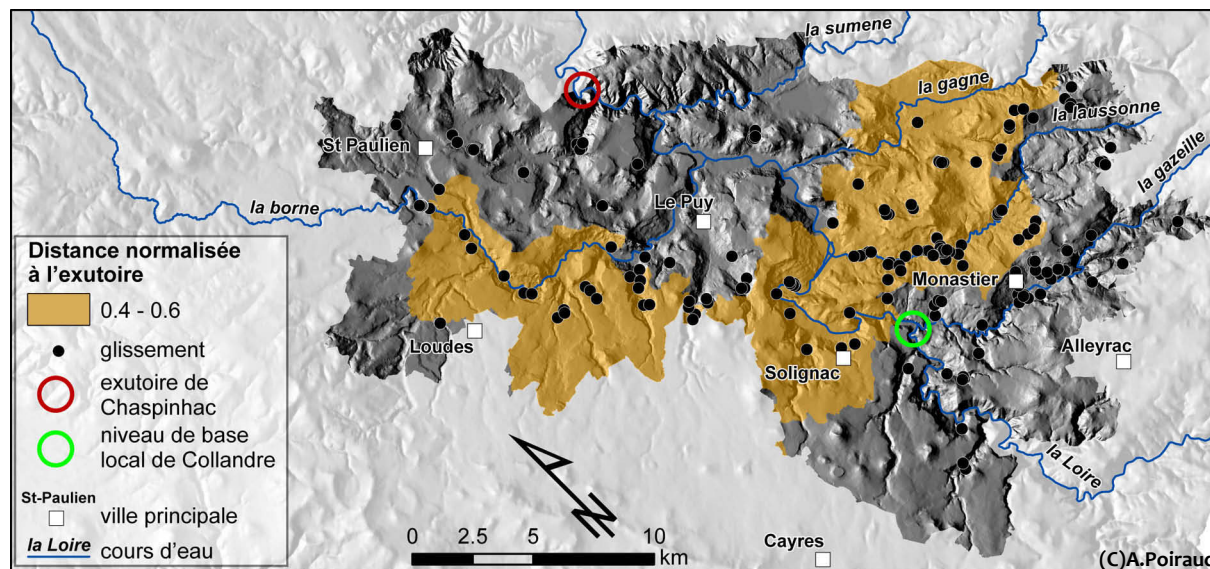 la sumene
la gagne
la laussonne
St Paulien
la gazeille
la borne
Le Puy
Distance normalisée
à l'exutoire
0.4 - 0.6
Monastier
glissement
Loudes
Alleyrac
Solignac
exutoire de
Chaspinhac
niveau de base
local de Collandre
la Loire
St-Paulien
ville principale
0 2.5 5 10
km
la Loire cours d'eau
Cayres
(C)A.Poiraud
N